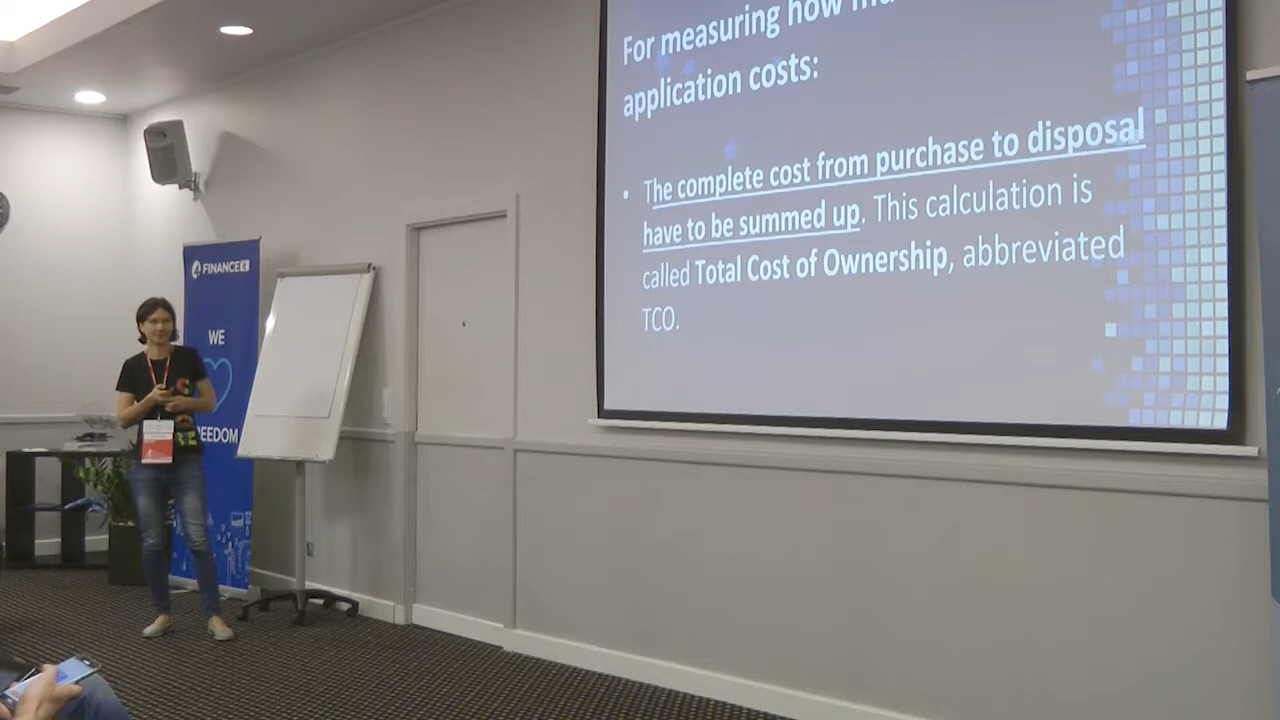 For measuring how
application costs:
• The complete cost from purchase to disposal
have to be summed up. This calculation is
called Total Cost of Ownership, abbreviated
TCO.
FINANCE
WE
REEDOM